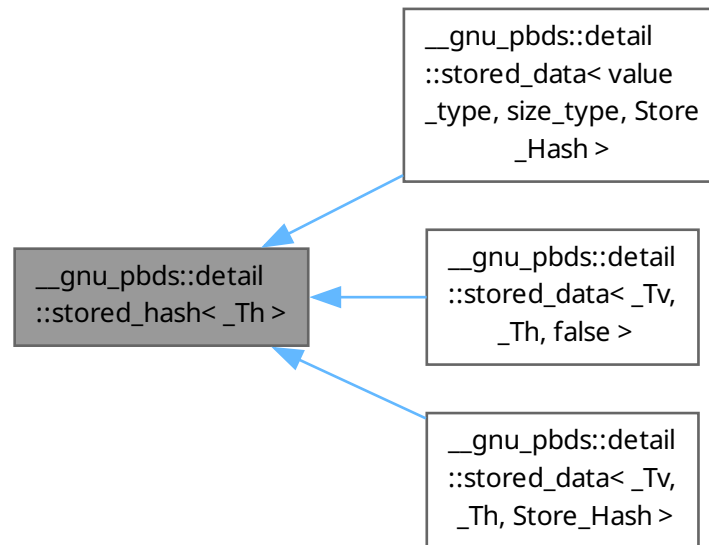 __gnu_pbds::detail
::stored_data< value
_type, size_type, Store
_Hash >
__gnu_pbds::detail
::stored_hash< _Th >
__gnu_pbds::detail
::stored_data< _Tv,
_Th, false >
__gnu_pbds::detail
::stored_data< _Tv,
_Th, Store_Hash >